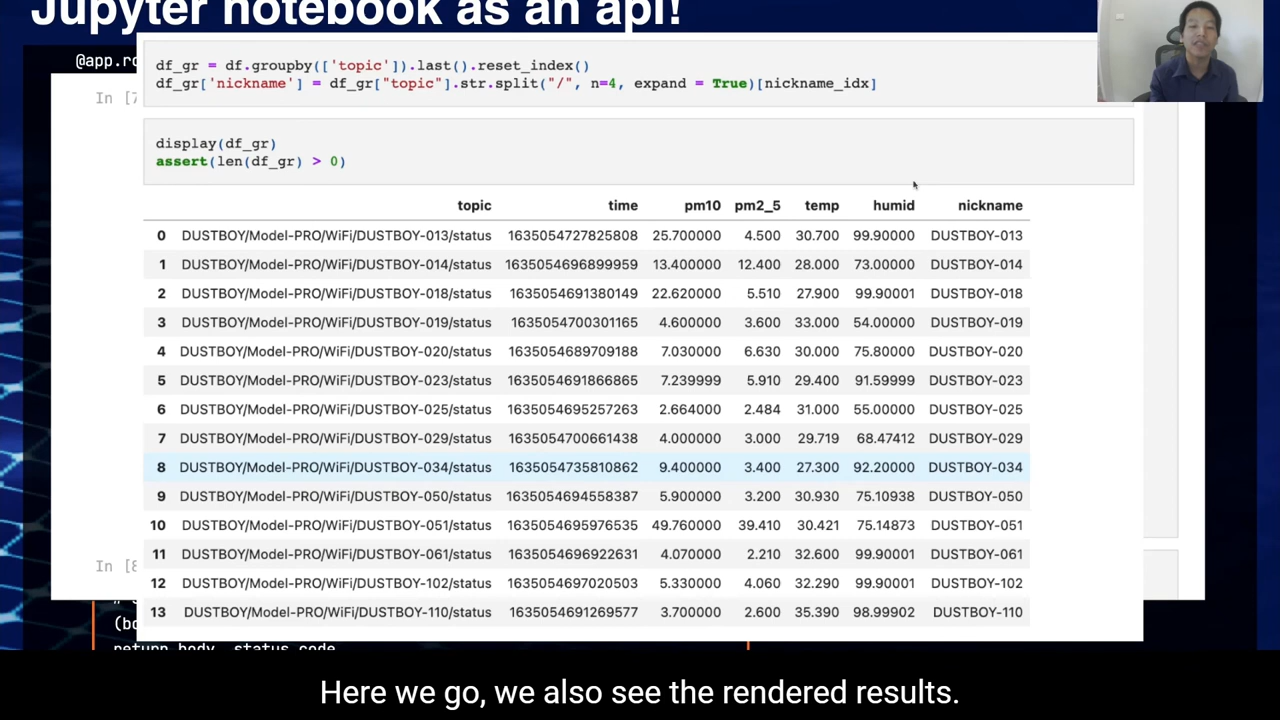 Jupyter notebook as an api!
@app.ro
In [7
df_gr = df.groupby(['topic']).last().reset_index()
df_gr['nickname'] = df_gr["topic"].str.split("/", n=4, expand = True)[nickname_idx]
display(df_gr)
assert(len(df_gr) > 0)
topic time pm10 pm2_5 temp humid nickname
0 DUSTBOY/Model-PRO/WiFi/DUSTBOY-013/status 1635054727825808 25.700000 4.500 30.700 99.90000 DUSTBOY-013
1 DUSTBOY/Model-PRO/WiFi/DUSTBOY-014/status 1635054696899959 13.400000 12.400 28.000 73.00000 DUSTBOY-014
2 DUSTBOY/Model-PRO/WiFi/DUSTBOY-018/status 1635054691380149 22.620000 5.510 27.900 99.90001 DUSTBOY-018
3 DUSTBOY/Model-PRO/WiFi/DUSTBOY-019/status 1635054700301165 4.600000 3.600 33.000 54.00000 DUSTBOY-019
4 DUSTBOY/Model-PRO/WiFi/DUSTBOY-020/status 1635054689709188 7.030000 6.630 30.000 75.80000 DUSTBOY-020
5 DUSTBOY/Model-PRO/WiFi/DUSTBOY-023/status 1635054691866865 7.239999 5.910 29.400 91.59999 DUSTBOY-023
6 DUSTBOY/Model-PRO/WiFi/DUSTBOY-025/status 1635054695257263 2.664000 2.484 31.000 55.00000 DUSTBOY-025
7 DUSTBOY/Model-PRO/WiFi/DUSTBOY-029/status 1635054700661438 4.000000 3.000 29.719 68.47412 DUSTBOY-029
8 DUSTBOY/Model-PRO/WiFi/DUSTBOY-034/status 1635054735810862 9.400000 3.400 27.300 92.20000 DUSTBOY-034
9 DUSTBOY/Model-PRO/WiFi/DUSTBOY-050/status 1635054694558387 5.900000 3.200 30.930 75.10938 DUSTBOY-050
10 DUSTBOY/Model-PRO/WiFi/DUSTBOY-051/status 1635054695976535 49.760000 39.410 30.421 75.14873 DUSTBOY-051
11 DUSTBOY/Model-PRO/WiFi/DUSTBOY-061/status 1635054696922631 4.070000 2.210 32.600 99.90001 DUSTBOY-061
12 DUSTBOY/Model-PRO/WiFi/DUSTBOY-102/status 1635054697020503 5.330000 4.060 32.290 99.90001 DUSTBOY-102
13 DUSTBOY/Model-PRO/WiFi/DUSTBOY-110/status 1635054691269577 3.700000 2.600 35.390 98.99902 DUSTBOY-110
In [8
(bo
return body, status_code
Here we go, we also see the rendered results.